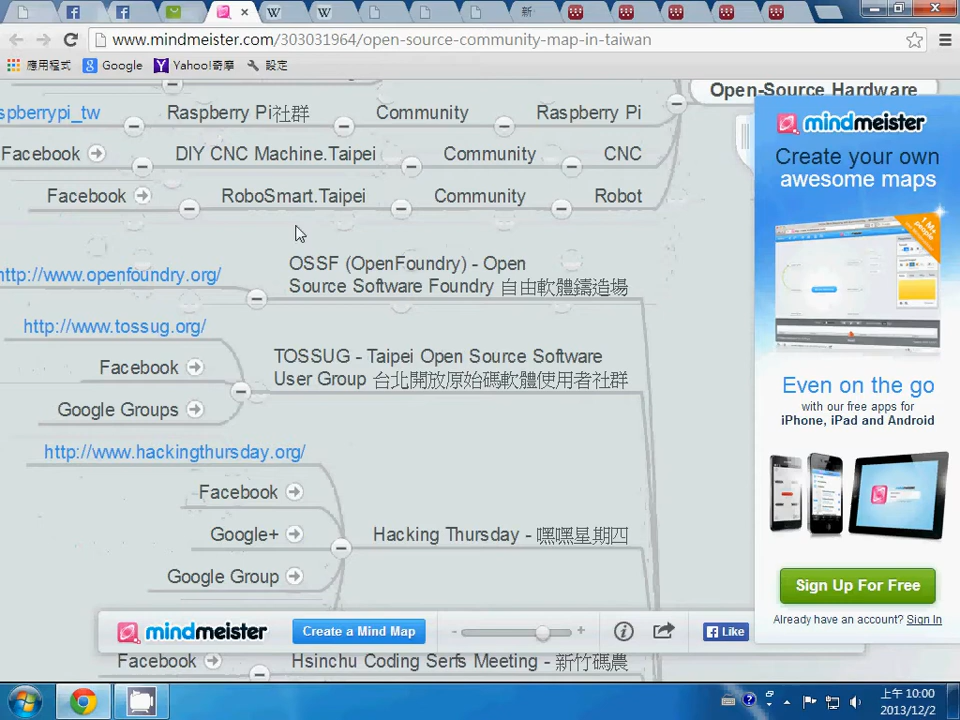 新
www.mindmeister.com/303031964/open-source-community-map-in-taiwan
應用程式 Google Yahoo!奇摩 設定
Open-Source Hardware
spberrypi_tw Raspberry Pi社群 Community Raspberry Pi
Facebook DIY CNC Machine.Taipei Community CNC
Facebook RoboSmart.Taipei Community Robot
http://www.openfoundry.org/
OSSF (OpenFoundry) - Open
Source Software Foundry 自由軟體鑄造場
http://www.tossug.org/
Facebook
Google Groups
TOSSUG - Taipei Open Source Software
User Group 台北開放原始碼軟體使用者社群
http://www.hackingthursday.org/
Facebook
Google+
Google Group
Hacking Thursday - 嘿嘿星期四
Facebook Hsinchu Coding Serfs Meeting - 新竹碼農
mindmeister Create a Mind Map - + Like
mindmeister
Create your own
awesome maps
1 M+
people
Even on the go
with our free apps for
iPhone, iPad and Android
Sign Up For Free
Already have an account? Sign In
上午 10:00
2013/12/2